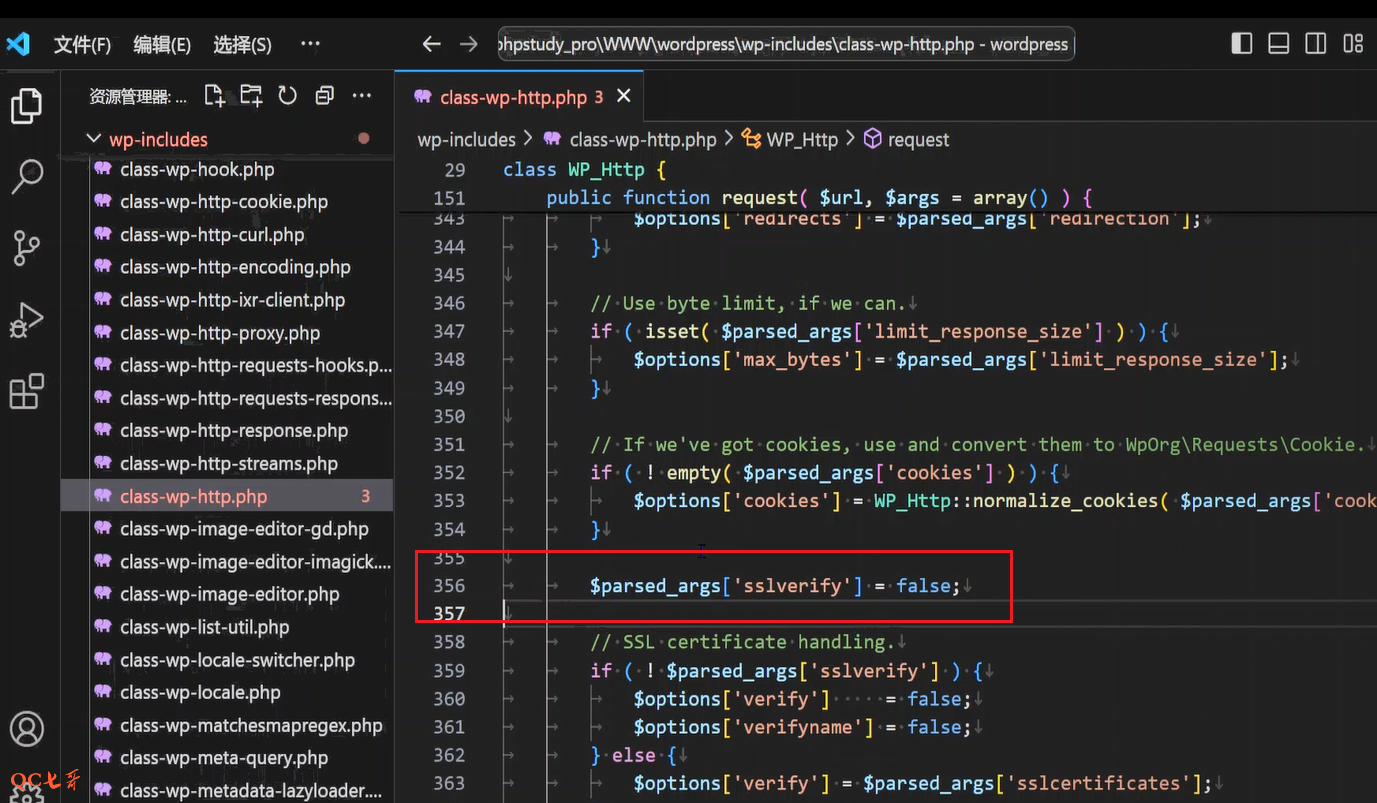 文件(F) 编辑(E) 选择(S) ···
phpstudy_pro\WWW\wordpress\wp-includes\class-wp-http.php - wordpress
资源管理器: ...
wp-includes
class-wp-hook.php
class-wp-http-cookie.php
class-wp-http-curl.php
class-wp-http-encoding.php
class-wp-http-ixr-client.php
class-wp-http-proxy.php
class-wp-http-requests-hooks.p...
class-wp-http-requests-respons...
class-wp-http-response.php
class-wp-http-streams.php
class-wp-http.php 3
class-wp-image-editor-gd.php
class-wp-image-editor-imagick....
class-wp-image-editor.php
class-wp-list-util.php
class-wp-locale-switcher.php
class-wp-locale.php
class-wp-matchesmapregex.php
class-wp-meta-query.php
class-wp-metadata-lazyloader....
QC七哥
class-wp-http.php 3
wp-includes > class-wp-http.php > WP_Http > request
29 class WP_Http {
151 public function request( $url, $args = array() ) {
343 $options['redirects'] = $parsed_args['redirection'];
344 }
345
346 // Use byte limit, if we can.
347 if ( isset( $parsed_args['limit_response_size'] ) ) {
348 $options['max_bytes'] = $parsed_args['limit_response_size'];
349 }
350
351 // If we've got cookies, use and convert them to WpOrg\Requests\Cookie.
352 if ( ! empty( $parsed_args['cookies'] ) ) {
353 $options['cookies'] = WP_Http::normalize_cookies( $parsed_args['cook
354 }
355
356 $parsed_args['sslverify'] = false;
357
358 // SSL certificate handling.
359 if ( ! $parsed_args['sslverify'] ) {
360 $options['verify']     = false;
361 $options['verifyname'] = false;
362 } else {
363 $options['verify'] = $parsed_args['sslcertificates'];